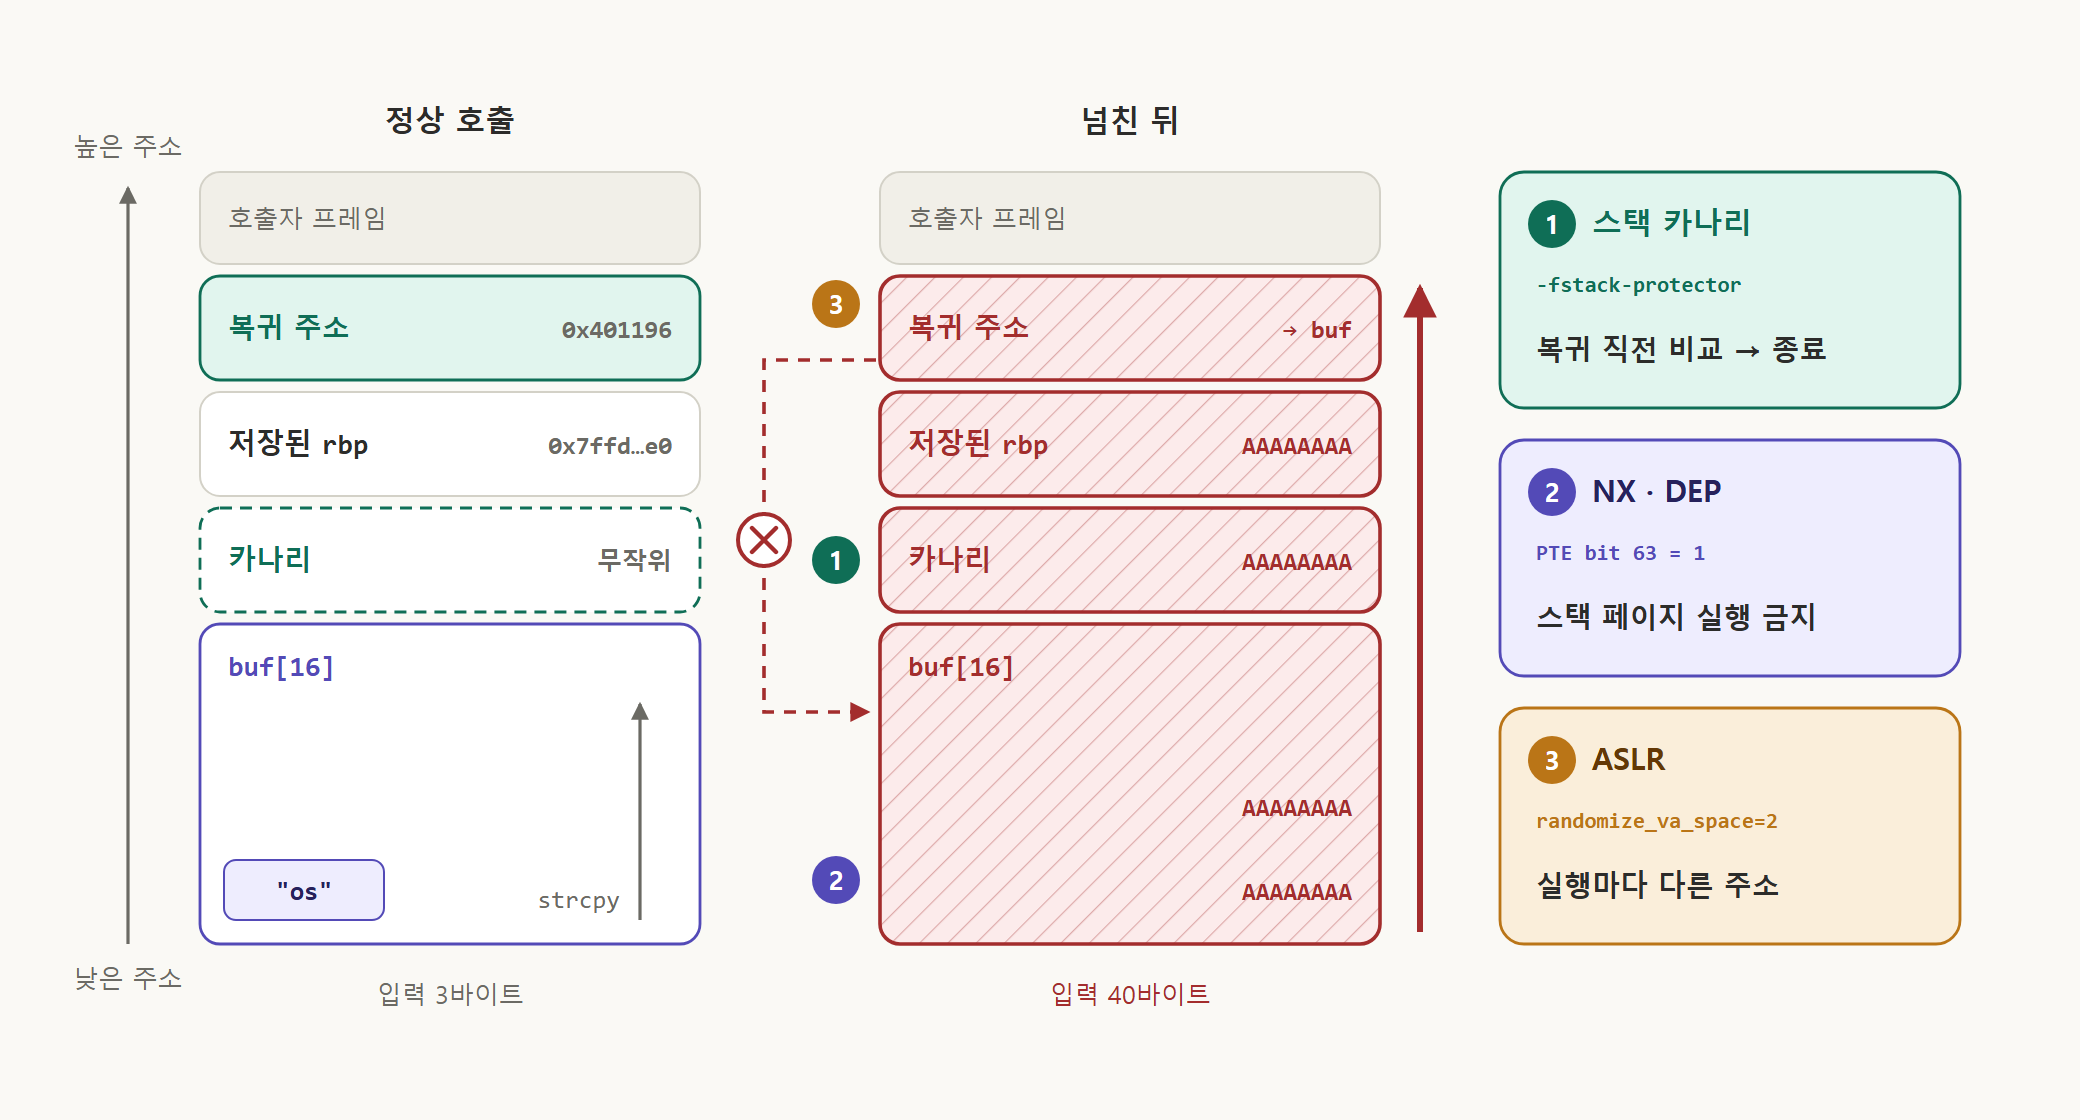 정상 호출
높은 주소
호출자 프레임
복귀 주소 0x401196
저장된 rbp 0x7ffd…e0
카나리 무작위
buf[16]
"os"
strcpy
낮은 주소
입력 3바이트
넘친 뒤
호출자 프레임
3
복귀 주소 → buf
저장된 rbp AAAAAAAA
1
카나리 AAAAAAAA
buf[16]
AAAAAAAA
2
AAAAAAAA
입력 40바이트
1 스택 카나리
-fstack-protector
복귀 직전 비교 → 종료
2 NX · DEP
PTE bit 63 = 1
스택 페이지 실행 금지
3 ASLR
randomize_va_space=2
실행마다 다른 주소